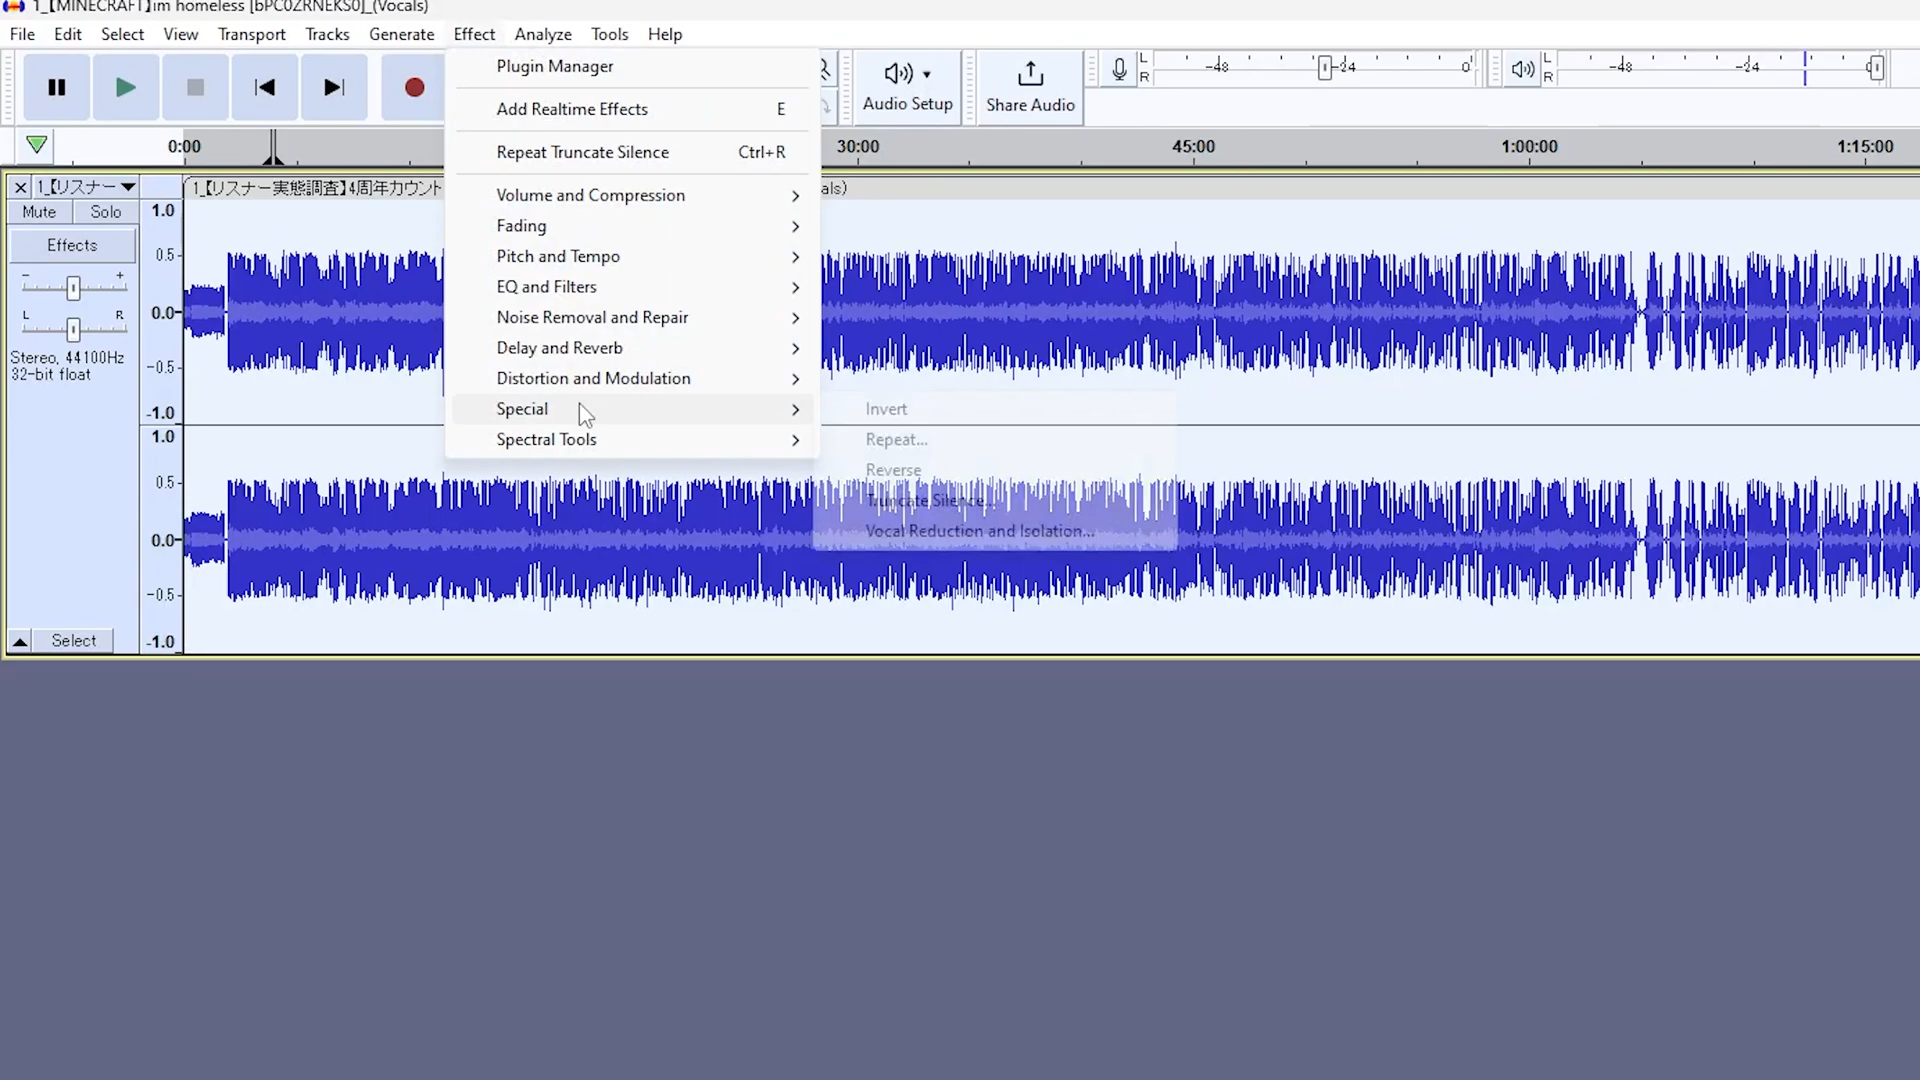 1_【MINECRAFT】im homeless [bPC0ZRNEKS0]_(Vocals)
File Edit Select View Transport Tracks Generate Effect Analyze Tools Help
Plugin Manager
Add Realtime Effects E
Repeat Truncate Silence Ctrl+R
Volume and Compression
Fading
Pitch and Tempo
EQ and Filters
Noise Removal and Repair
Delay and Reverb
Distortion and Modulation
Special
Spectral Tools
Invert
Repeat...
Reverse
Truncate Silence...
Vocal Reduction and Isolation...
Audio Setup
Share Audio
L
R
-48 -24 0
L
R
-48 -24
0:00 30:00 45:00 1:00:00 1:15:00
1_【リスナー
1_【リスナー実態調査】4周年カウント
als)
Mute Solo
Effects
- +
L R
Stereo, 44100Hz
32-bit float
Select
1.0
0.5
0.0
-0.5
-1.0
1.0
0.5
0.0
-0.5
-1.0